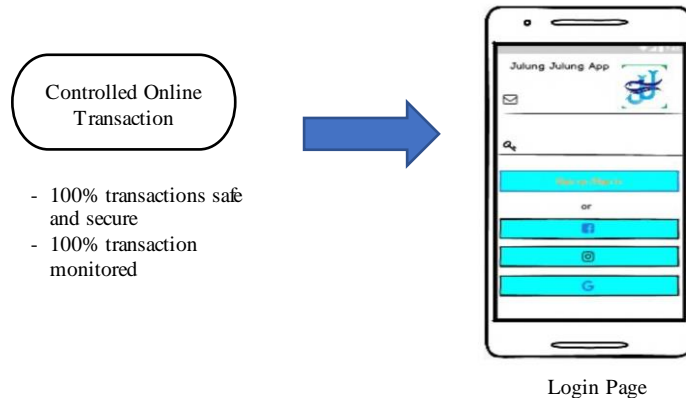 Controlled Online
Transaction
- 100% transactions safe
and secure
- 100% transaction
monitored
Julung Julung App
or
G
Login Page